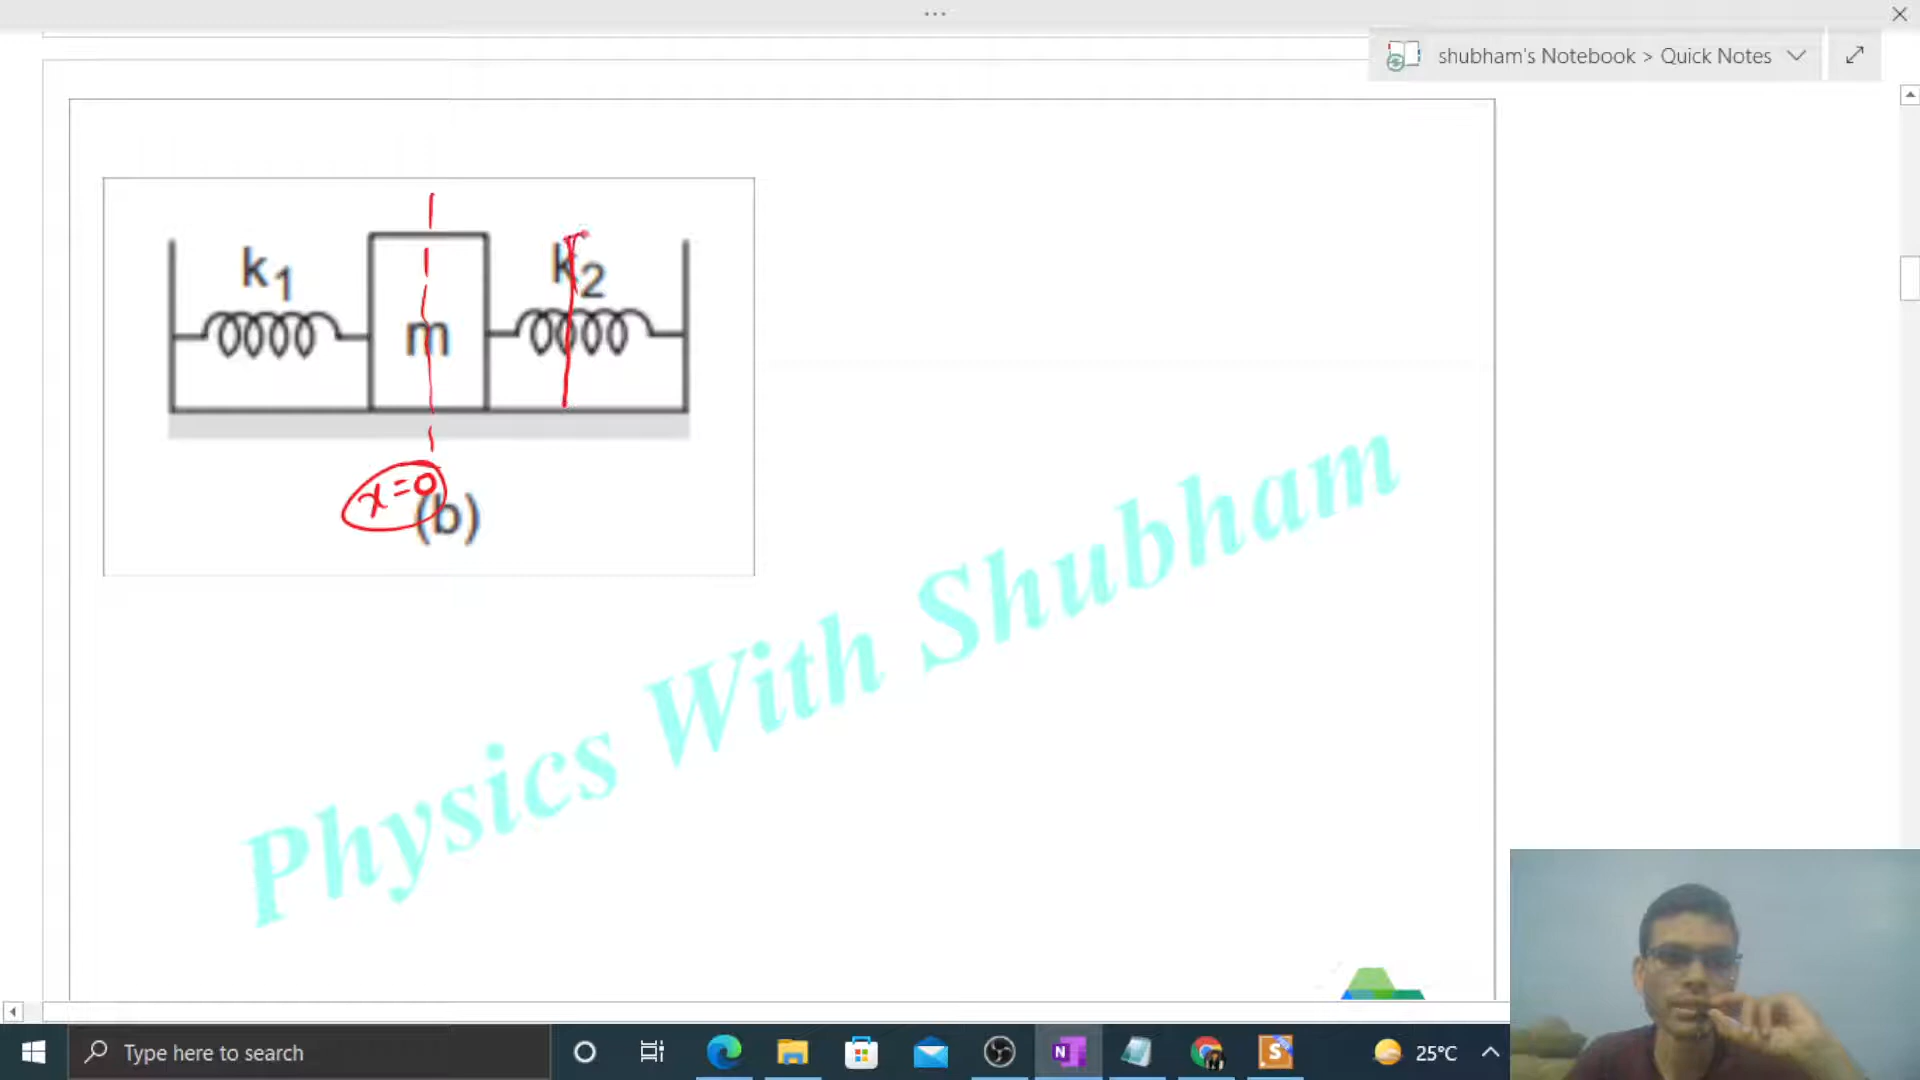 ...
shubham's Notebook > Quick Notes
k1
k2
m
x=0
(b)
Physics With Shubham
Type here to search
N
S
25°C